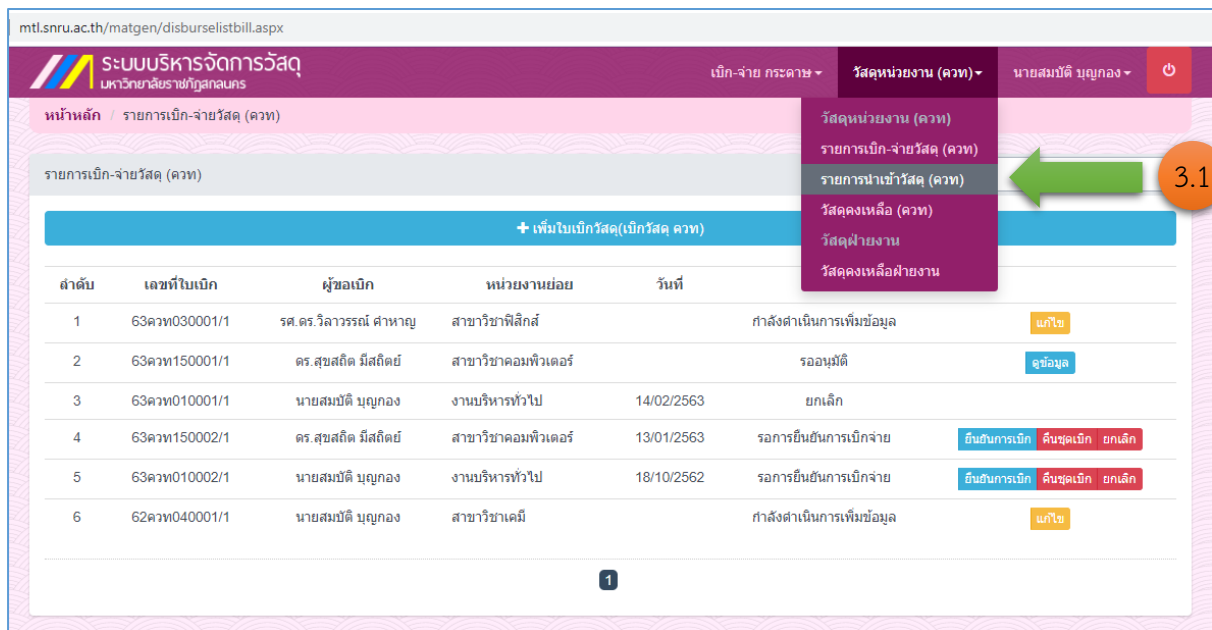 mtl.snru.ac.th/matgen/disburselistbill.aspx
ระบบบริหารจัดการวัสดุ
มหาวิทยาลัยราชภัฏสกลนคร
เบิก-จ่าย กระดาษ วัสดุหน่วยงาน (ควท) นายสมบัติ บุญกอง
หน้าหลัก / รายการเบิก-จ่ายวัสดุ (ควท)
วัสดุหน่วยงาน (ควท)
รายการเบิก-จ่ายวัสดุ (ควท)
รายการนำเข้าวัสดุ (ควท)
วัสดุคงเหลือ (ควท)
วัสดุฝ่ายงาน
วัสดุคงเหลือฝ่ายงาน
3.1
รายการเบิก-จ่ายวัสดุ (ควท)
+ เพิ่มใบเบิกวัสดุ(เบิกวัสดุ ควท)
ลำดับ เลขที่ใบเบิก ผู้ขอเบิก หน่วยงานย่อย วันที่
1 63ควท030001/1 รศ.ดร.วิลาวรรณ์ ศำหาญ สาขาวิชาฟิสิกส์ กำลังดำเนินการเพิ่มข้อมูล แก้ไข
2 63ควท150001/1 ดร.สุขสถิต มีสถิตย์ สาขาวิชาคอมพิวเตอร์ รออนุมัติ ดูข้อมูล
3 63ควท010001/1 นายสมบัติ บุญกอง งานบริหารทั่วไป 14/02/2563 ยกเลิก
4 63ควท150002/1 ดร.สุขสถิต มีสถิตย์ สาขาวิชาคอมพิวเตอร์ 13/01/2563 รอการยืนยันการเบิกจ่าย ยืนยันการเบิก คืนชุดเบิก ยกเลิก
5 63ควท010002/1 นายสมบัติ บุญกอง งานบริหารทั่วไป 18/10/2562 รอการยืนยันการเบิกจ่าย ยืนยันการเบิก คืนชุดเบิก ยกเลิก
6 62ควท040001/1 นายสมบัติ บุญกอง สาขาวิชาเคมี กำลังดำเนินการเพิ่มข้อมูล แก้ไข
1